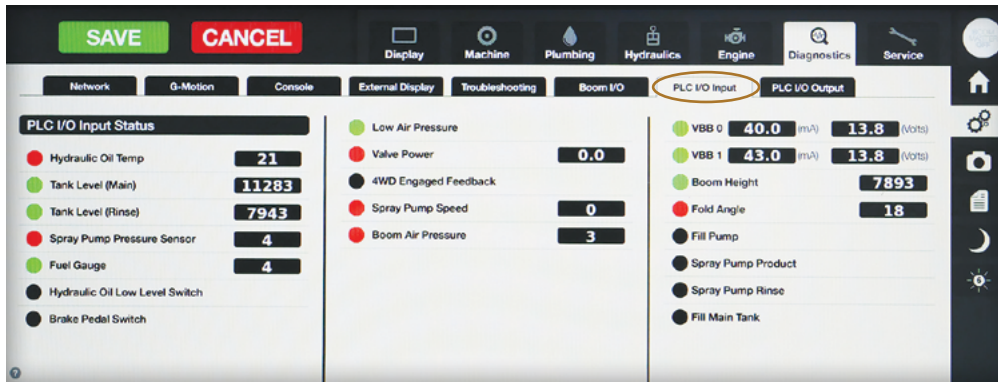 SAVE
CANCEL
Display
Machine
Plumbing
Hydraulics
Engine
Diagnostics
Service
Network
G-Motion
Console
External Display
Troubleshooting
Boom I/O
PLC I/O Input
PLC I/O Output
PLC I/O Input Status
Hydraulic Oil Temp 21
Tank Level (Main) 11283
Tank Level (Rinse) 7943
Spray Pump Pressure Sensor 4
Fuel Gauge 4
Hydraulic Oil Low Level Switch
Brake Pedal Switch
Low Air Pressure
Valve Power 0.0
4WD Engaged Feedback
Spray Pump Speed 0
Boom Air Pressure 3
VBB 0 40.0 (mA) 13.8 (Volts)
VBB 1 43.0 (mA) 13.8 (Volts)
Boom Height 7893
Fold Angle 18
Fill Pump
Spray Pump Product
Spray Pump Rinse
Fill Main Tank
?